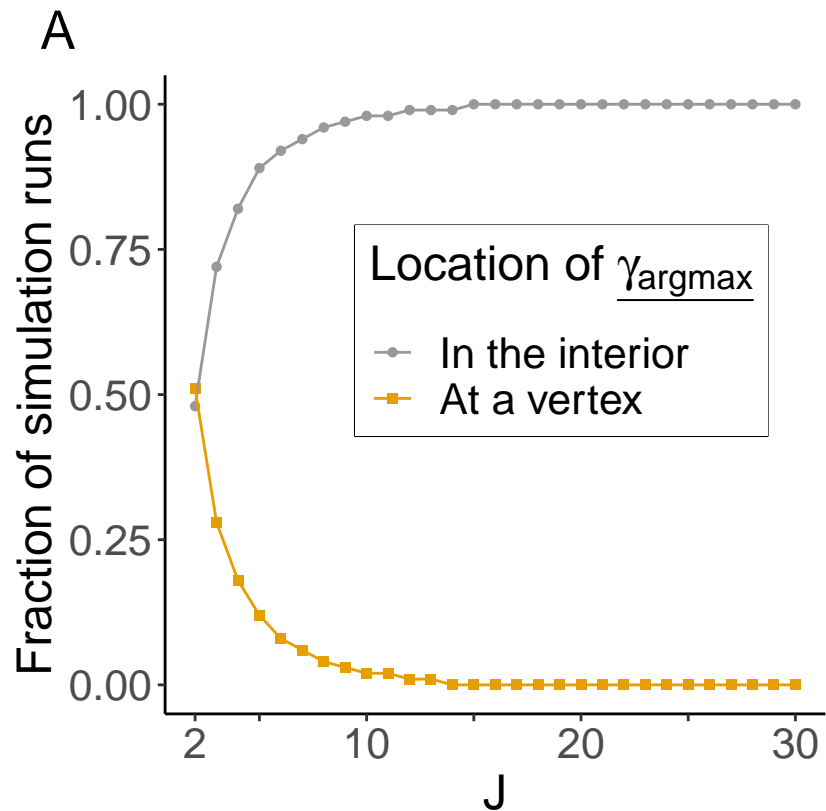 A
Fraction of simulation runs
1.00
0.75
0.50
0.25
0.00
Location of γargmax
In the interior
At a vertex
2 10 20 30
J